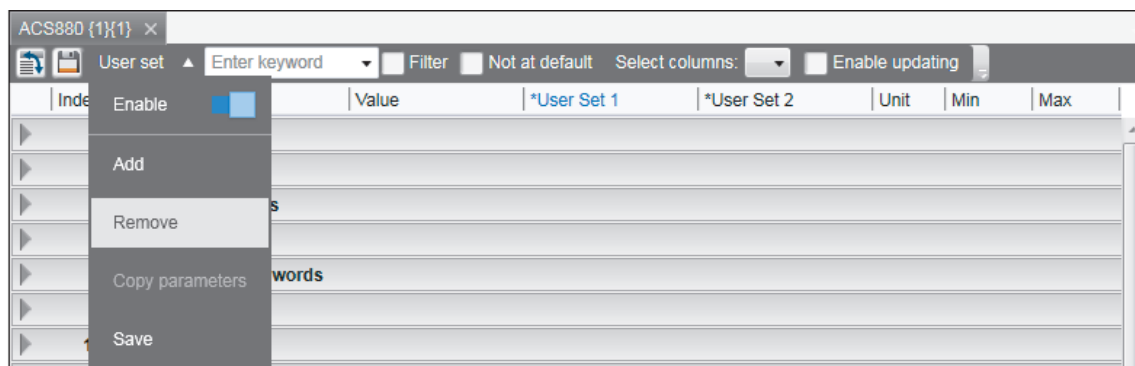 ACS880 {1}{1} ×
User set Enter keyword Filter Not at default Select columns: Enable updating
Inde Value *User Set 1 *User Set 2 Unit Min Max
Enable
Add
s
Remove
Copy parameters words
Save